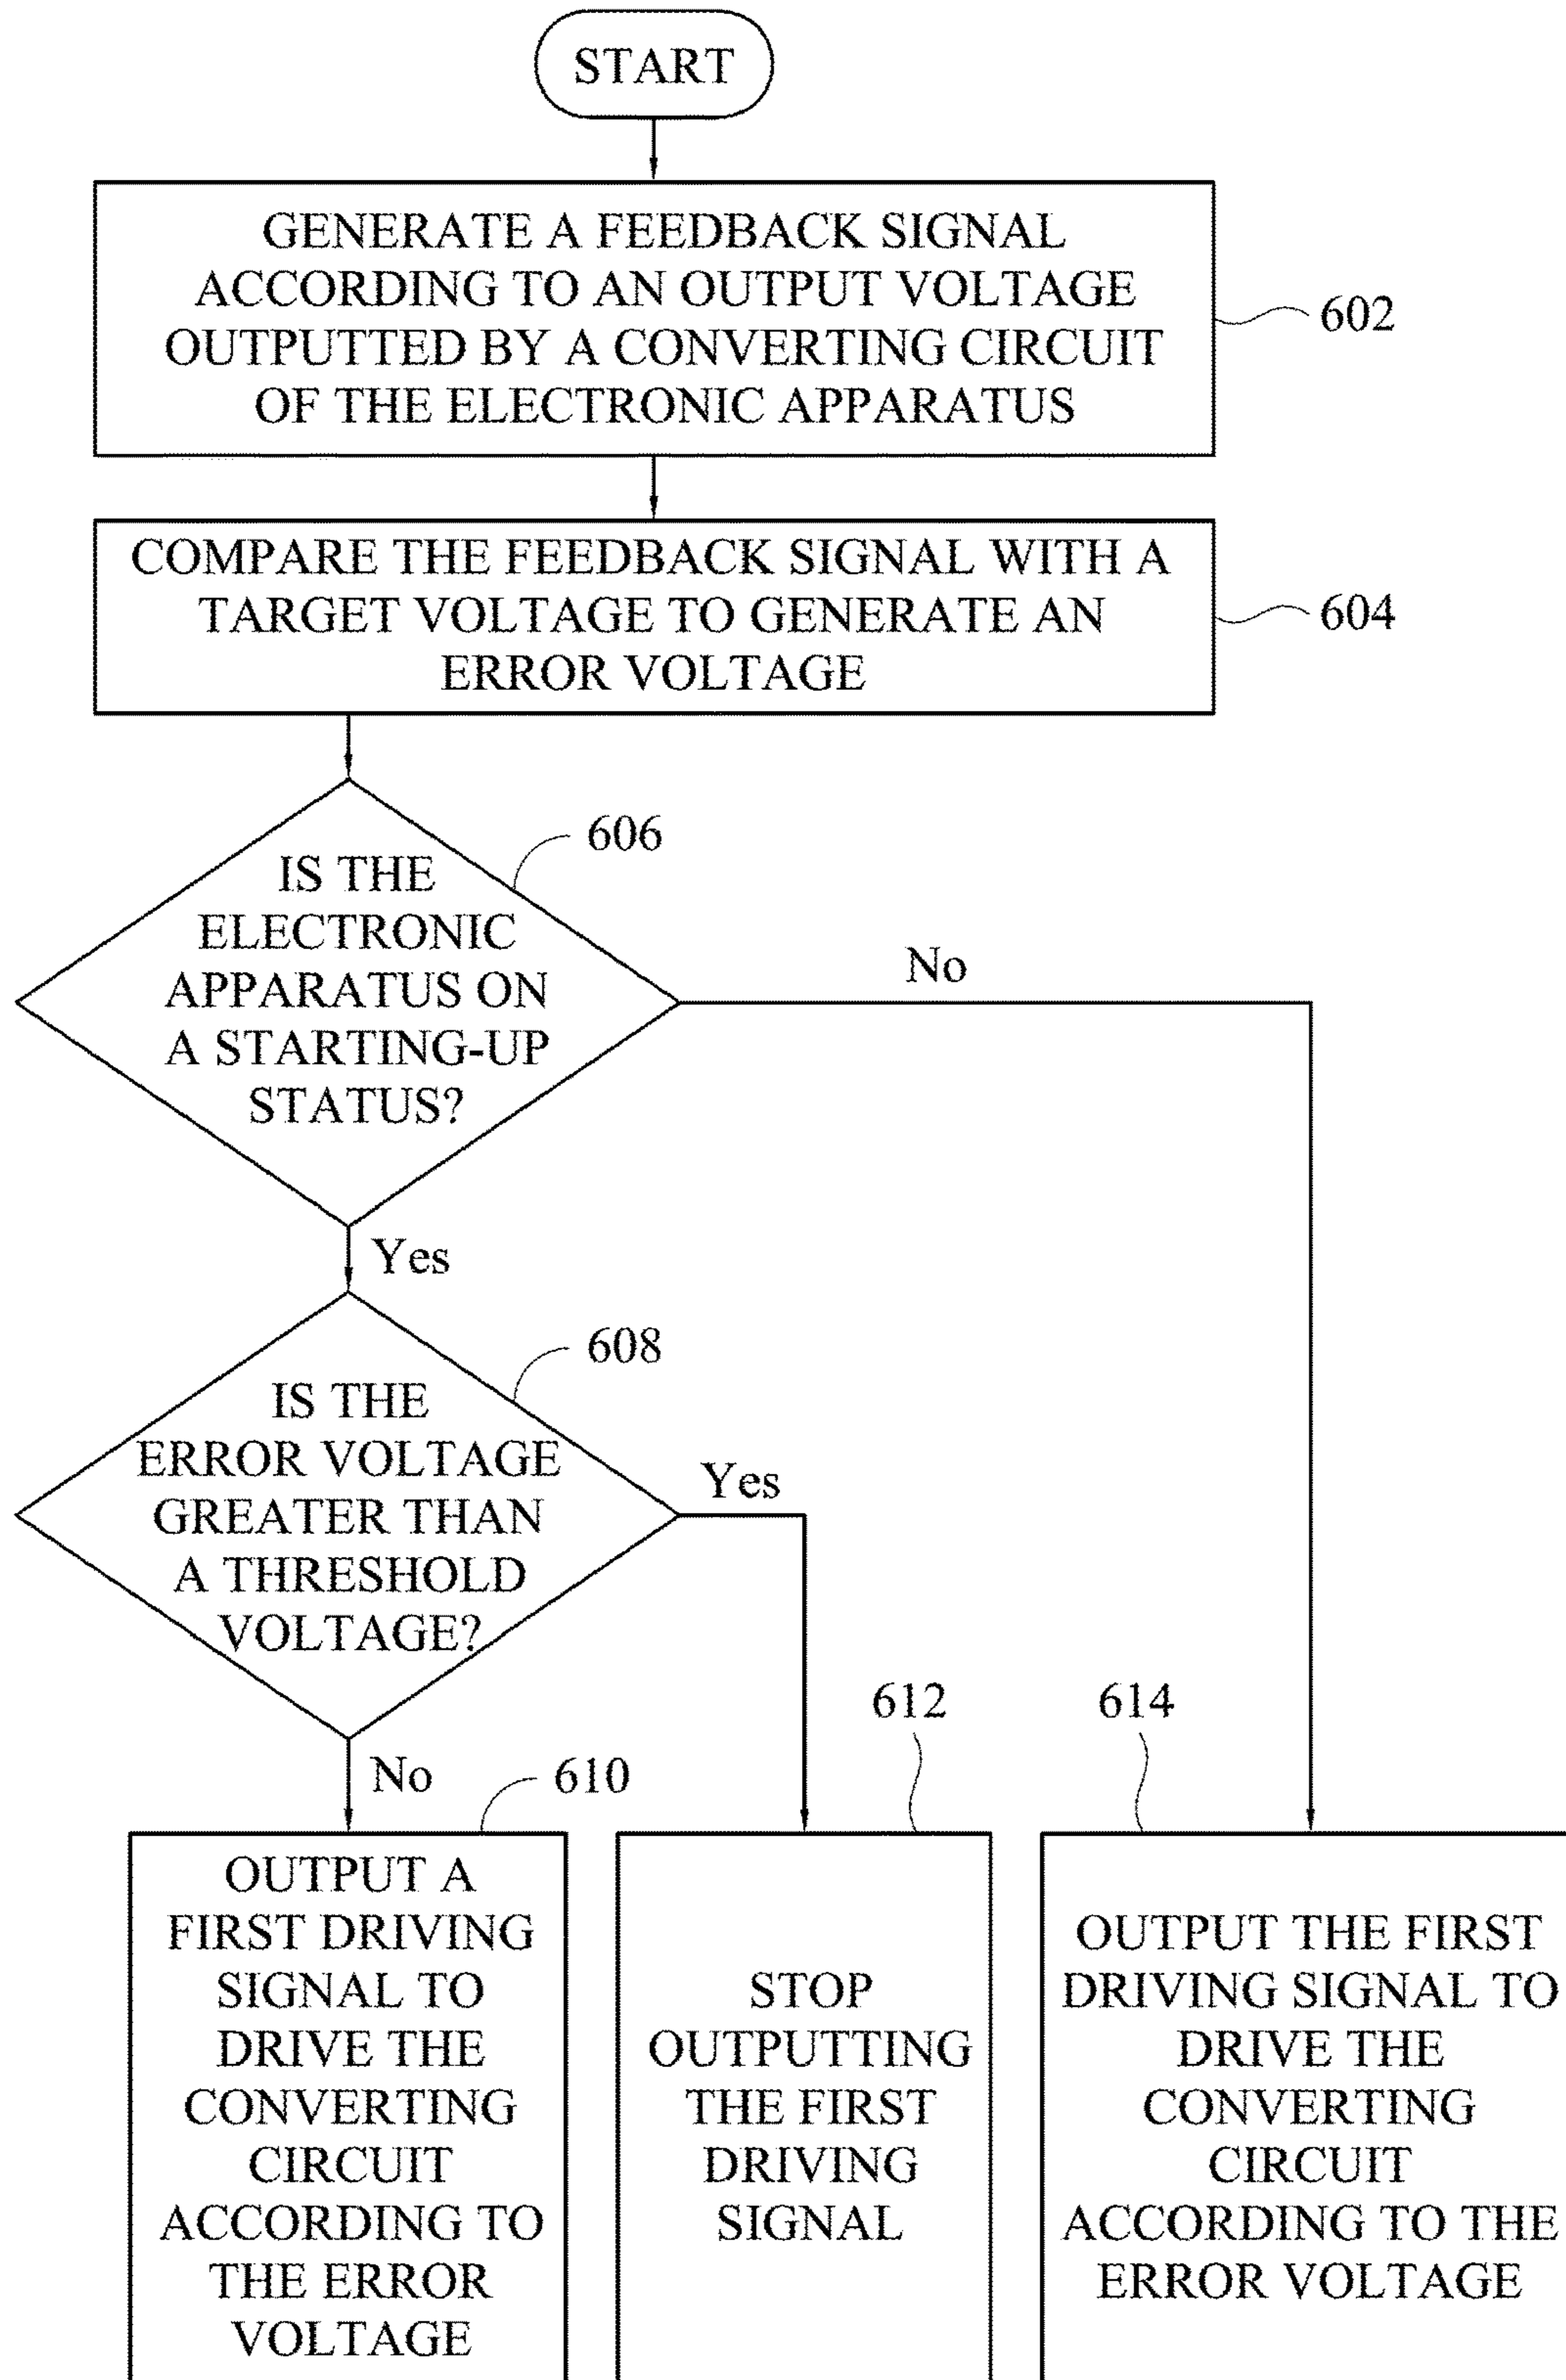 START
GENERATE A FEEDBACK SIGNAL
ACCORDING TO AN OUTPUT VOLTAGE
OUTPUTTED BY A CONVERTING CIRCUIT
OF THE ELECTRONIC APPARATUS
602
COMPARE THE FEEDBACK SIGNAL WITH A
TARGET VOLTAGE TO GENERATE AN
ERROR VOLTAGE
604
606
IS THE
ELECTRONIC
APPARATUS ON
A STARTING-UP
STATUS?
No
Yes
608
IS THE
ERROR VOLTAGE
GREATER THAN
A THRESHOLD
VOLTAGE?
Yes
No
610
612
614
OUTPUT A
FIRST DRIVING
SIGNAL TO
DRIVE THE
CONVERTING
CIRCUIT
ACCORDING TO
THE ERROR
VOLTAGE
STOP
OUTPUTTING
THE FIRST
DRIVING
SIGNAL
OUTPUT THE FIRST
DRIVING SIGNAL TO
DRIVE THE
CONVERTING
CIRCUIT
ACCORDING TO THE
ERROR VOLTAGE